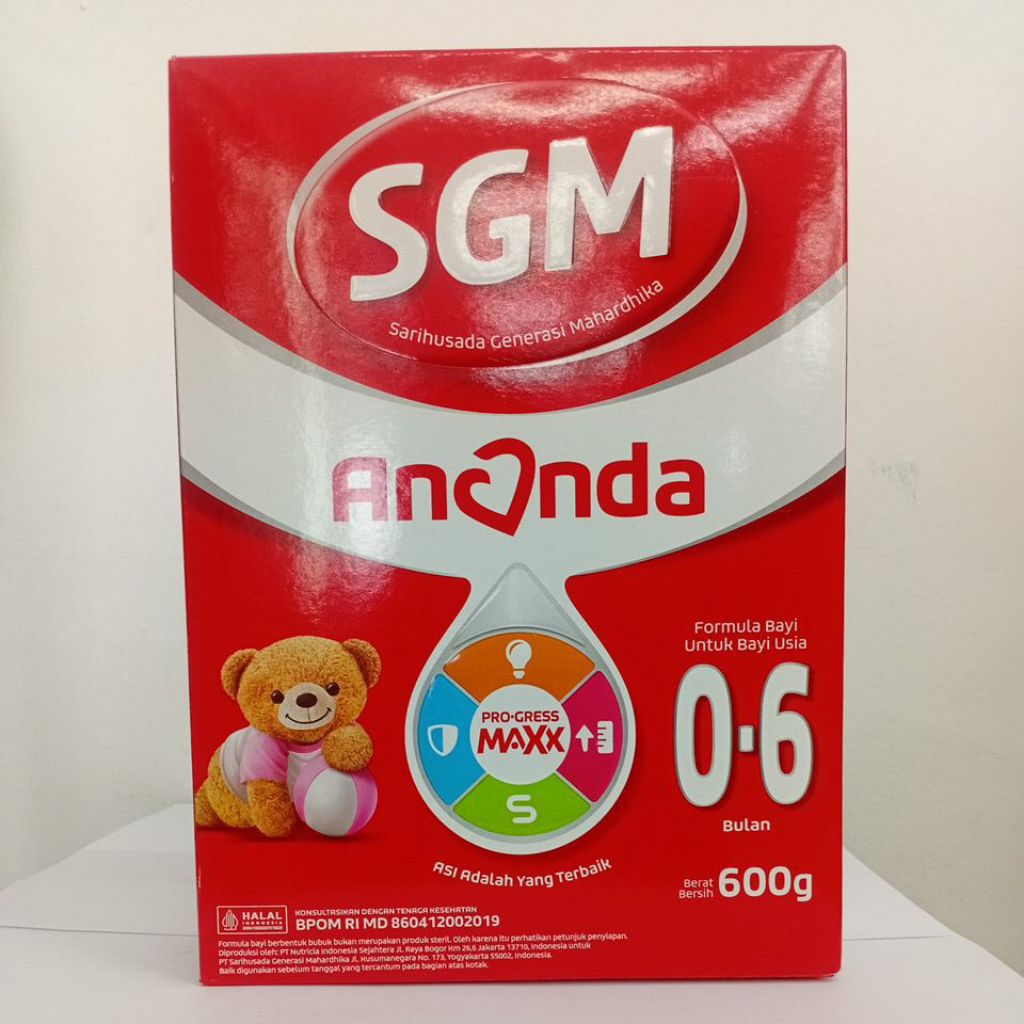 SGM
Sarihusada Generasi Mahardhika
Ananda
Formula Bayi
Untuk Bayi Usia
0-6
Bulan
PRO-GRESS
MAXx
S
ASI Adalah Yang Terbaik
Berat
Bersih 600g
HALAL
INDONESIA
KONSULTASIKAN DENGAN TENAGA KESEHATAN
BPOM RI MD 860412002019
Formula bayi berbentuk bubuk bukan merupakan produk steril. Oleh karena itu perhatikan petunjuk penyiapan.
Diproduksi oleh: PT Nutricia Indonesia Sejahtera Jl. Raya Bogor Km 26,6 Jakarta 13710, Indonesia untuk
PT Sarihusada Generasi Mahardhika Jl. Kusumanegara No. 173, Yogyakarta 55002, Indonesia.
Baik digunakan sebelum tanggal yang tercantum pada bagian atas kotak.